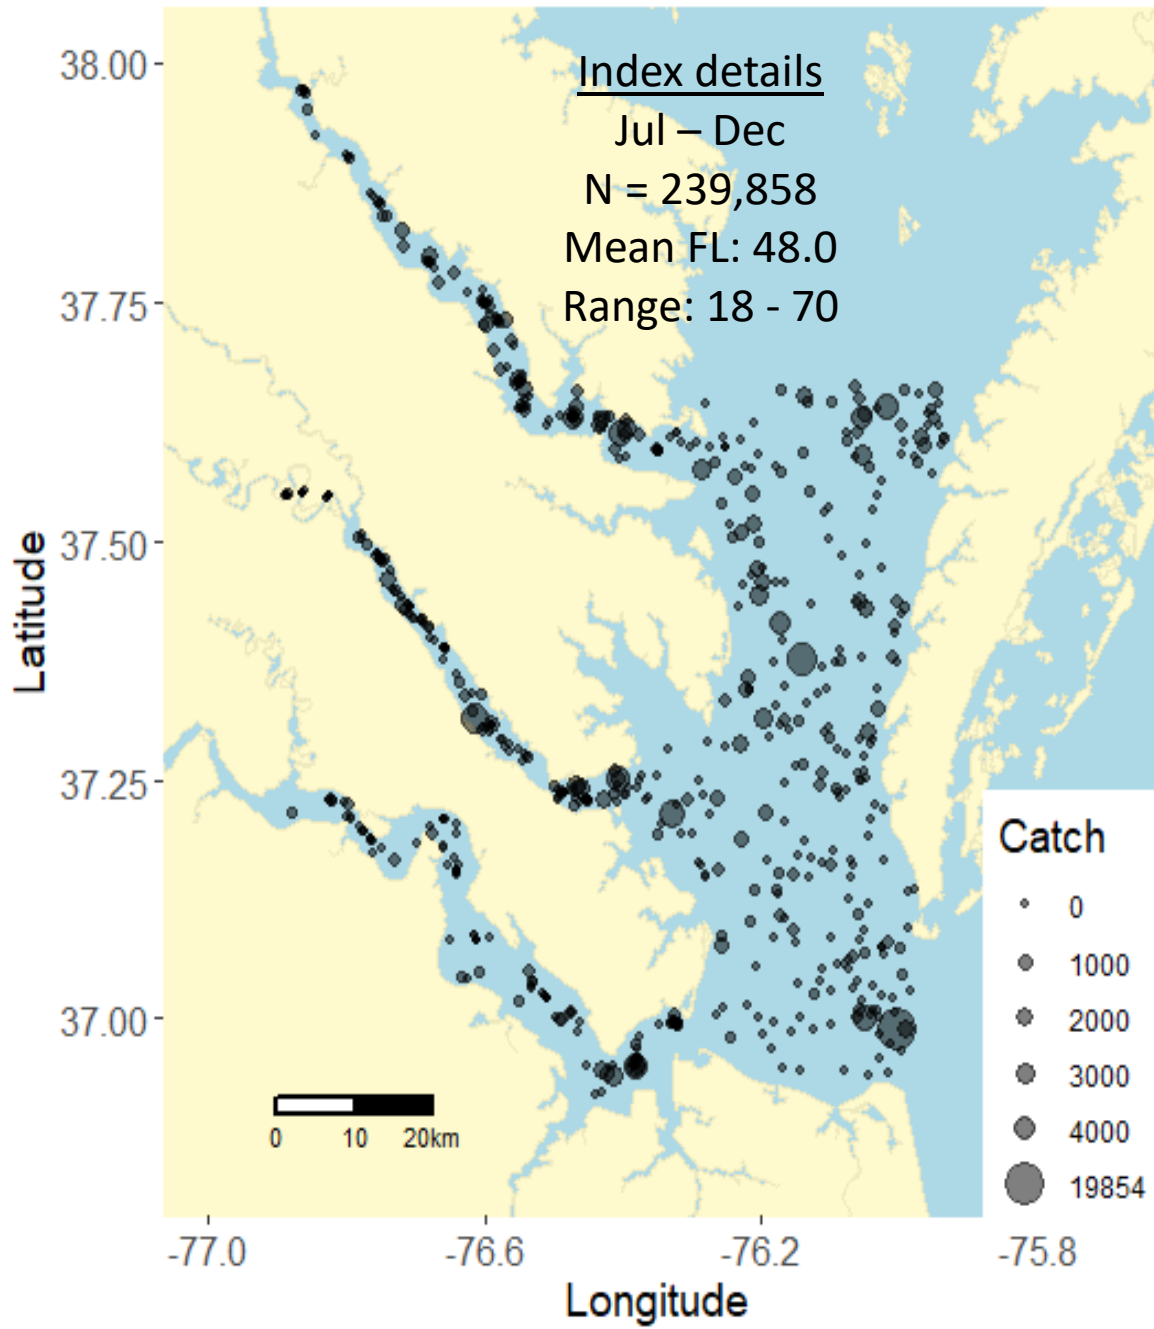 Index details
Jul – Dec
N = 239,858
Mean FL: 48.0
Range: 18 - 70
38.00
37.75
37.50
37.25
37.00
Latitude
Catch
0
1000
2000
3000
4000
19854
0 10 20km
-77.0 -76.6 -76.2 -75.8
Longitude